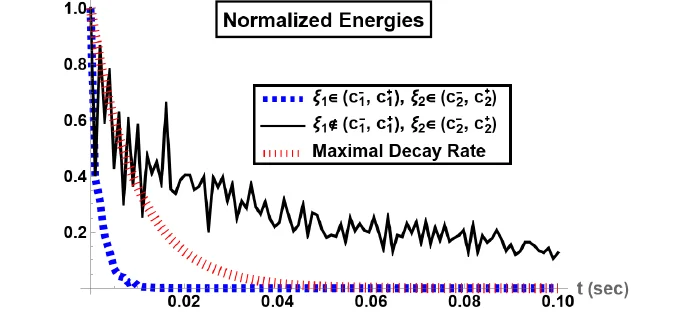 Normalized Energies
1.0
0.8
0.6
0.4
0.2
ξ₁∈ (c₁⁻, c₁⁺), ξ₂∈ (c₂⁻, c₂⁺)
ξ₁∉ (c₁⁻, c₁⁺), ξ₂∈ (c₂⁻, c₂⁺)
Maximal Decay Rate
0.02 0.04 0.06 0.08 0.10
t (sec)